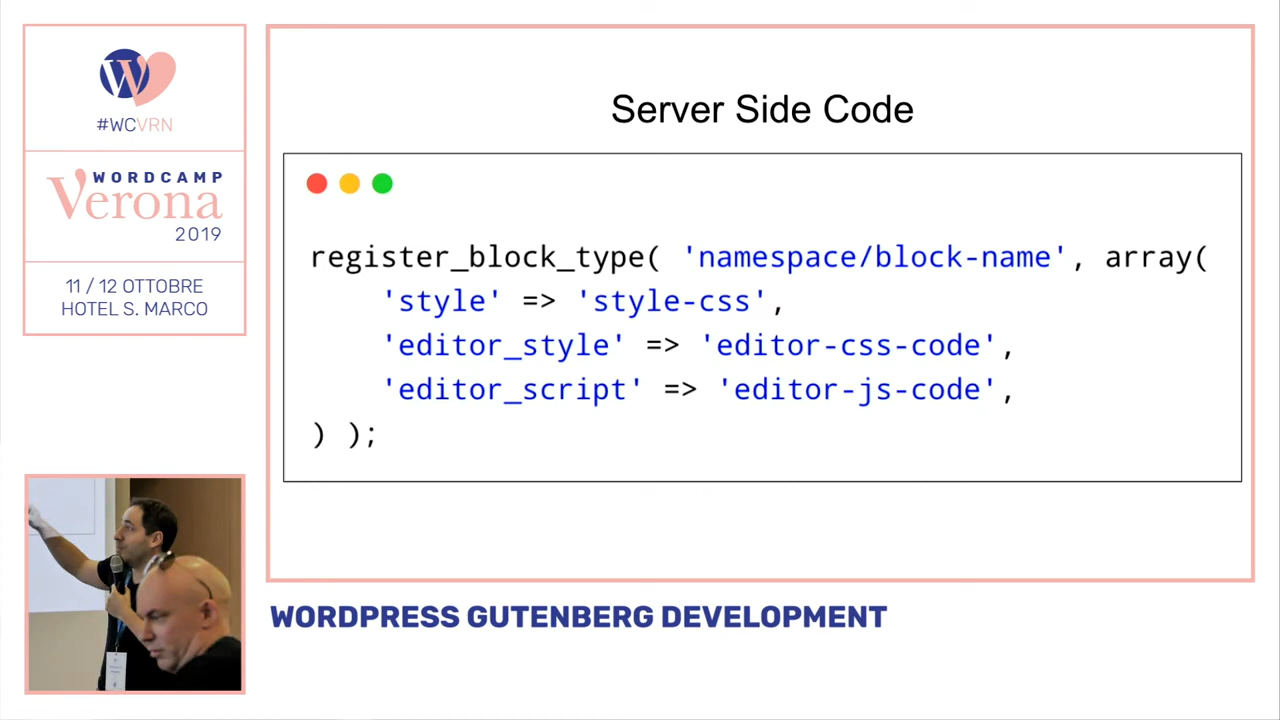 #WCVRN
WORDCAMP
Verona
2019
11 / 12 OTTOBRE
HOTEL S. MARCO
Server Side Code
register_block_type( 'namespace/block-name', array(
'style' => 'style-css',
'editor_style' => 'editor-css-code',
'editor_script' => 'editor-js-code',
) );
WORDPRESS GUTENBERG DEVELOPMENT